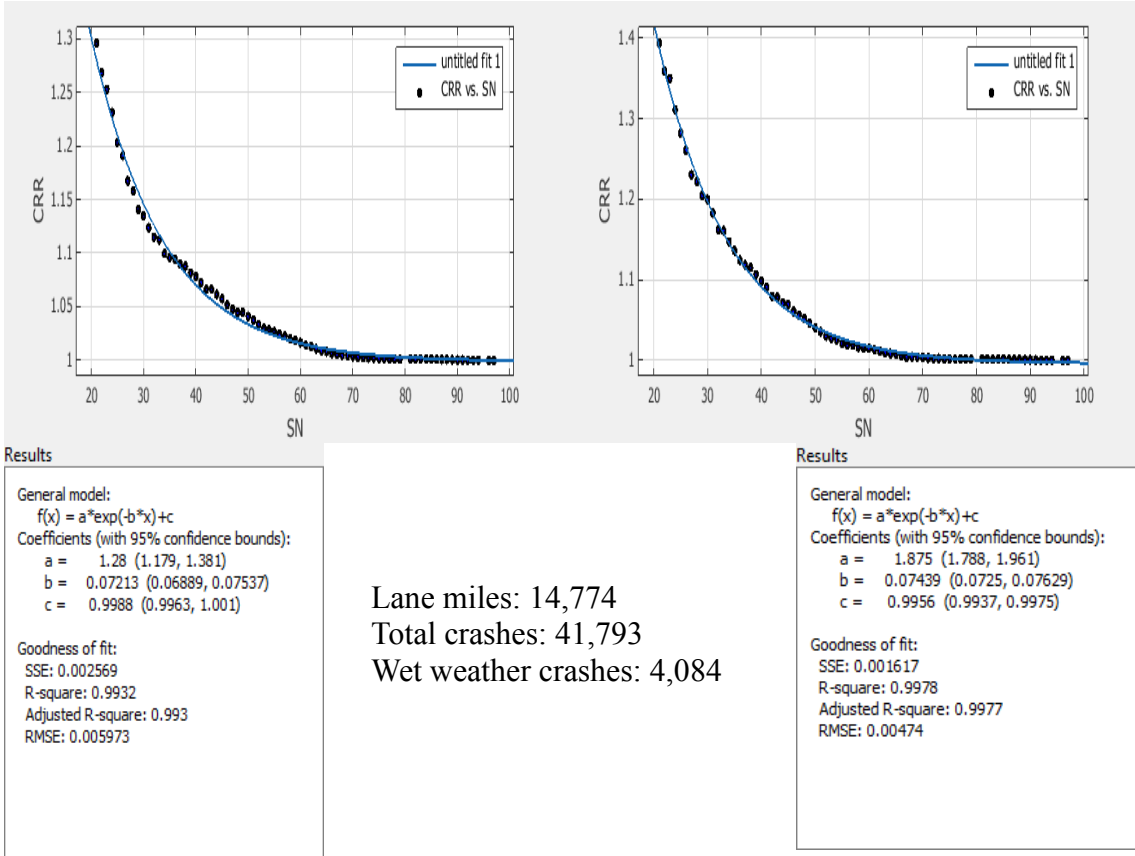 1.3
1.25
1.2
1.15
1.1
1.05
1
CRR
20 30 40 50 60 70 80 90 100
SN
untitled fit 1
CRR vs. SN
1.4
1.3
1.2
1.1
1
CRR
20 30 40 50 60 70 80 90 100
SN
untitled fit 1
CRR vs. SN
Results
General model:
f(x) = a*exp(-b*x)+c
Coefficients (with 95% confidence bounds):
a = 1.28 (1.179, 1.381)
b = 0.07213 (0.06889, 0.07537)
c = 0.9988 (0.9963, 1.001)
Goodness of fit:
SSE: 0.002569
R-square: 0.9932
Adjusted R-square: 0.993
RMSE: 0.005973
Lane miles: 14,774
Total crashes: 41,793
Wet weather crashes: 4,084
Results
General model:
f(x) = a*exp(-b*x)+c
Coefficients (with 95% confidence bounds):
a = 1.875 (1.788, 1.961)
b = 0.07439 (0.0725, 0.07629)
c = 0.9956 (0.9937, 0.9975)
Goodness of fit:
SSE: 0.001617
R-square: 0.9978
Adjusted R-square: 0.9977
RMSE: 0.00474